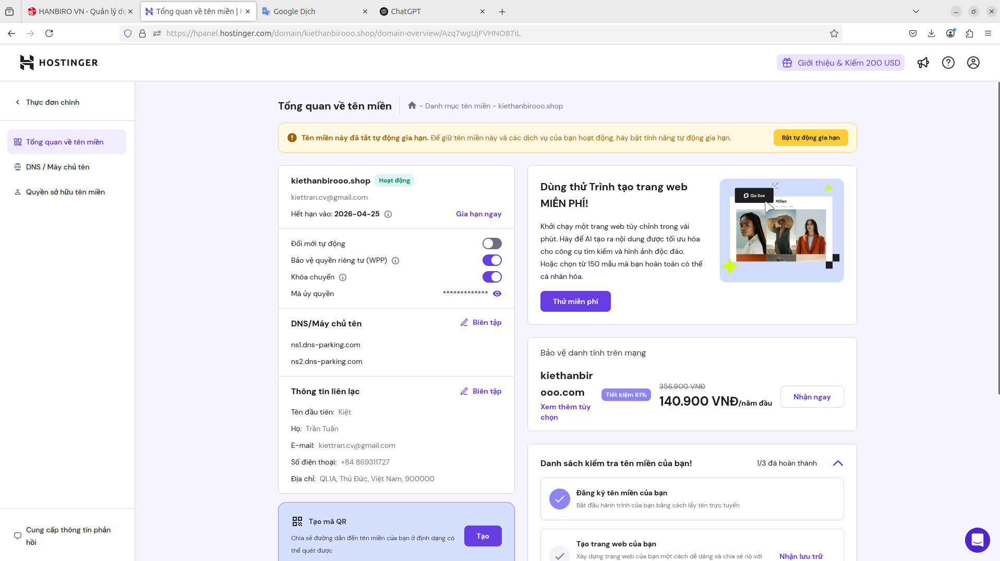 HANBIRO VN - Quản lý dự
Tổng quan về tên miền | H
Google Dịch
ChatGPT
https://hpanel.hostinger.com/domain/kiethanbirooo.shop/domain-overview/Azq7wgUjFVHNO87iL
HOSTINGER
Giới thiệu & Kiếm 200 USD
Thực đơn chính
Tổng quan về tên miền
DNS / Máy chủ tên
Quyền sở hữu tên miền
Cung cấp thông tin phản
hồi
Tổng quan về tên miền
- Danh mục tên miền - kiethanbirooo.shop
Tên miền này đã tắt tự động gia hạn. Để giữ tên miền này và các dịch vụ của bạn hoạt động, hãy bật tính năng tự động gia hạn.
Bật tự động gia hạn
kiethanbirooo.shop Hoạt động
kiettran.cv@gmail.com
Hết hạn vào: 2026-04-25
Gia hạn ngay
Đổi mới tự động
Bảo vệ quyền riêng tư (WPP)
Khóa chuyển
Mã ủy quyền *************
DNS/Máy chủ tên
Biên tập
ns1.dns-parking.com
ns2.dns-parking.com
Thông tin liên lạc
Biên tập
Tên đầu tiên: Kiệt
Họ: Trần Tuấn
E-mail: kiettran.cv@gmail.com
Số điện thoại: +84 869311727
Địa chỉ: QL1A, Thủ Đức, Việt Nam, 900000
Tạo mã QR
Chia sẻ đường dẫn đến tên miền của bạn ở định dạng có
thể quét được
Tạo
Dùng thử Trình tạo trang web
MIỄN PHÍ!
Khởi chạy một trang web tùy chỉnh trong vài
phút. Hãy để AI tạo ra nội dung được tối ưu hóa
cho công cụ tìm kiếm và hình ảnh độc đáo.
Hoặc chọn từ 150 mẫu mà bạn hoàn toàn có thể
cá nhân hóa.
Thử miễn phí
Go live
Millen
Bảo vệ danh tính trên mạng
kiethanbir
ooo.com
Xem thêm tùy
chọn
Tiết kiệm 61%
356.900 VNĐ
140.900 VNĐ/năm đầu
Nhận ngay
Danh sách kiểm tra tên miền của bạn!
1/3 đã hoàn thành
Đăng ký tên miền của bạn
Bắt đầu hành trình của bạn bằng cách lấy tên trực tuyến
Tạo trang web của bạn
Xây dựng trang web của bạn một cách dễ dàng và chia sẻ nó với
Nhận lưu trữ